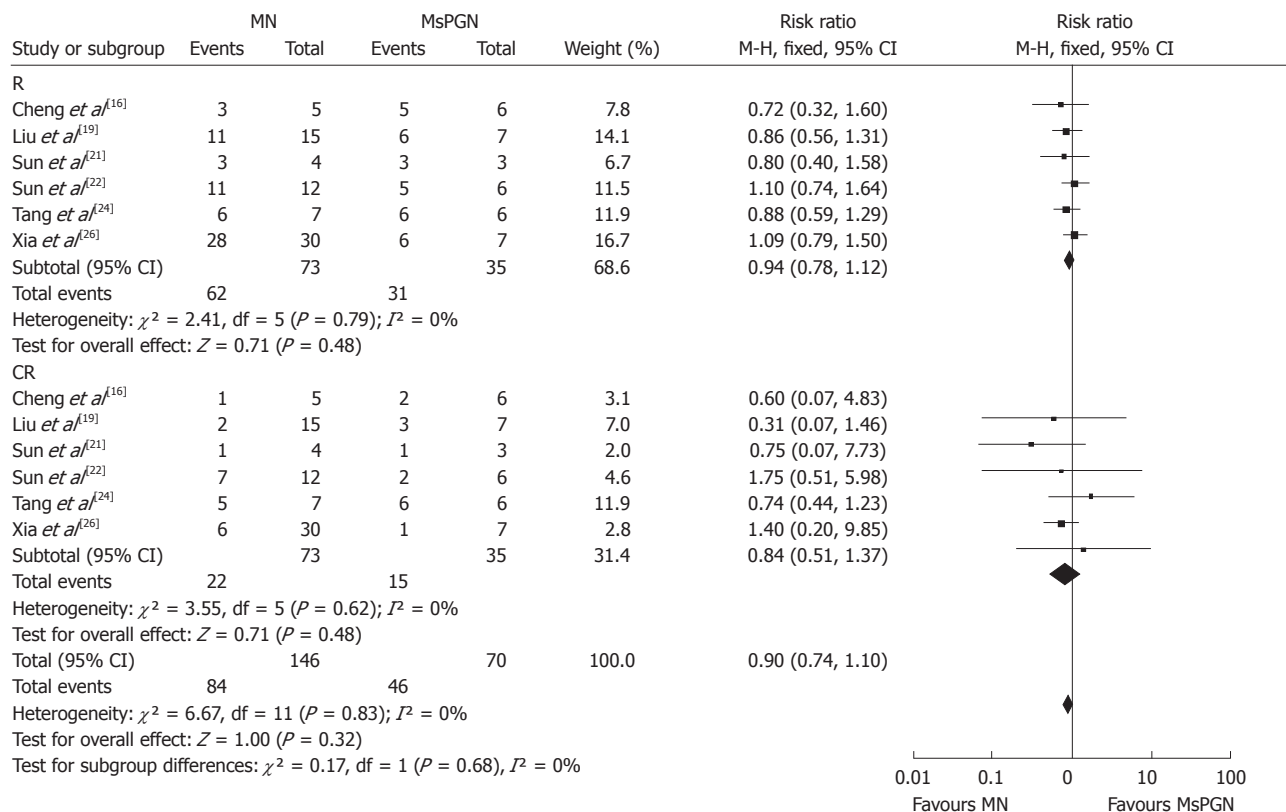 MN MsPGN Risk ratio Risk ratio
Study or subgroup Events Total Events Total Weight (%) M-H, fixed, 95% CI M-H, fixed, 95% CI
R
Cheng et al[16] 3 5 5 6 7.8 0.72 (0.32, 1.60)
Liu et al[19] 11 15 6 7 14.1 0.86 (0.56, 1.31)
Sun et al[21] 3 4 3 3 6.7 0.80 (0.40, 1.58)
Sun et al[22] 11 12 5 6 11.5 1.10 (0.74, 1.64)
Tang et al[24] 6 7 6 6 11.9 0.88 (0.59, 1.29)
Xia et al[26] 28 30 6 7 16.7 1.09 (0.79, 1.50)
Subtotal (95% CI) 73 35 68.6 0.94 (0.78, 1.12)
Total events 62 31
Heterogeneity: χ² = 2.41, df = 5 (P = 0.79); I² = 0%
Test for overall effect: Z = 0.71 (P = 0.48)
CR
Cheng et al[16] 1 5 2 6 3.1 0.60 (0.07, 4.83)
Liu et al[19] 2 15 3 7 7.0 0.31 (0.07, 1.46)
Sun et al[21] 1 4 1 3 2.0 0.75 (0.07, 7.73)
Sun et al[22] 7 12 2 6 4.6 1.75 (0.51, 5.98)
Tang et al[24] 5 7 6 6 11.9 0.74 (0.44, 1.23)
Xia et al[26] 6 30 1 7 2.8 1.40 (0.20, 9.85)
Subtotal (95% CI) 73 35 31.4 0.84 (0.51, 1.37)
Total events 22 15
Heterogeneity: χ² = 3.55, df = 5 (P = 0.62); I² = 0%
Test for overall effect: Z = 0.71 (P = 0.48)
Total (95% CI) 146 70 100.0 0.90 (0.74, 1.10)
Total events 84 46
Heterogeneity: χ² = 6.67, df = 11 (P = 0.83); I² = 0%
Test for overall effect: Z = 1.00 (P = 0.32)
Test for subgroup differences: χ² = 0.17, df = 1 (P = 0.68), I² = 0%
0.01 0.1 0 10 100
Favours MN Favours MsPGN